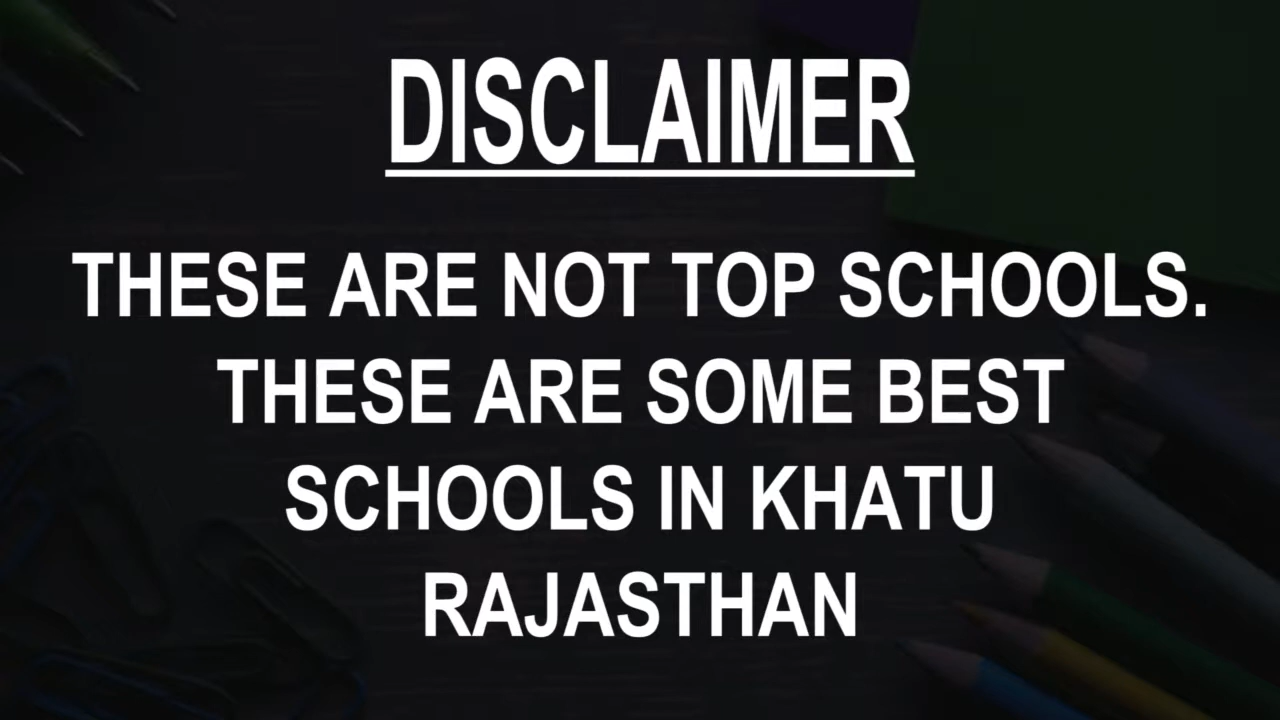 DISCLAIMER
THESE ARE NOT TOP SCHOOLS.
THESE ARE SOME BEST
SCHOOLS IN KHATU
RAJASTHAN